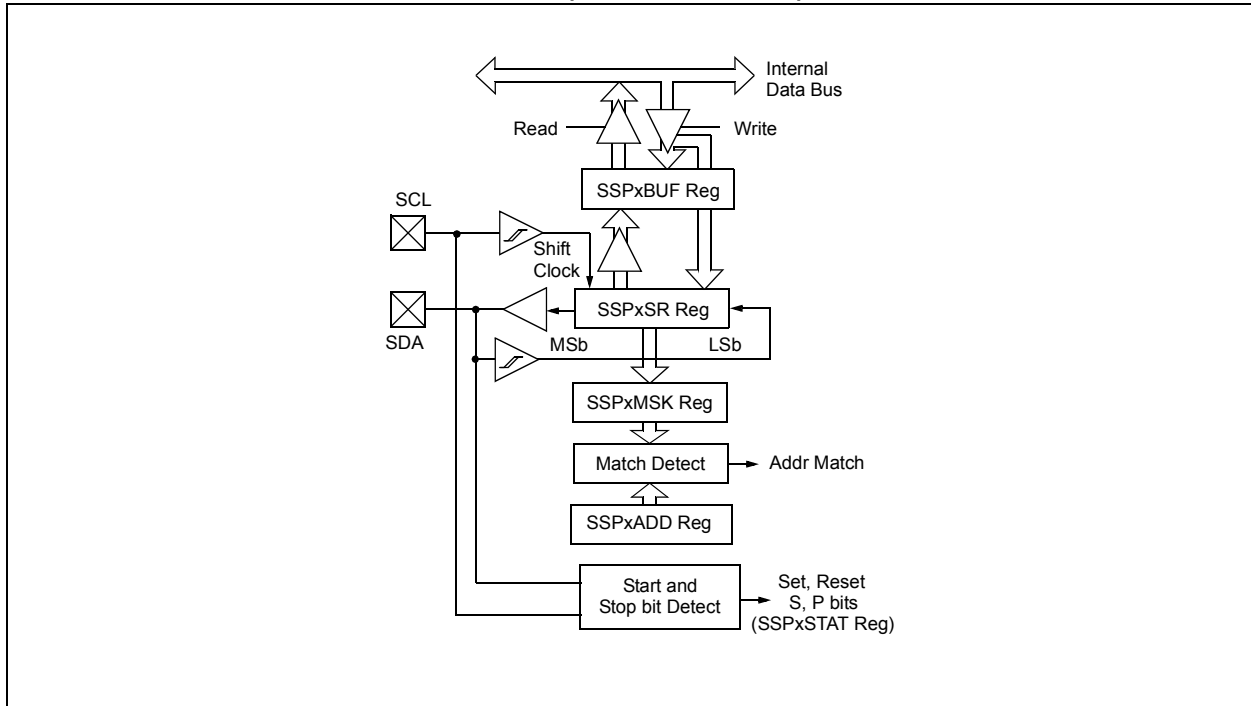 Internal
Data Bus
Read
Write
SSPxBUF Reg
SCL
Shift
Clock
SSPxSR Reg
SDA
MSb
LSb
SSPxMSK Reg
Match Detect
Addr Match
SSPxADD Reg
Start and
Stop bit Detect
Set, Reset
S, P bits
(SSPxSTAT Reg)